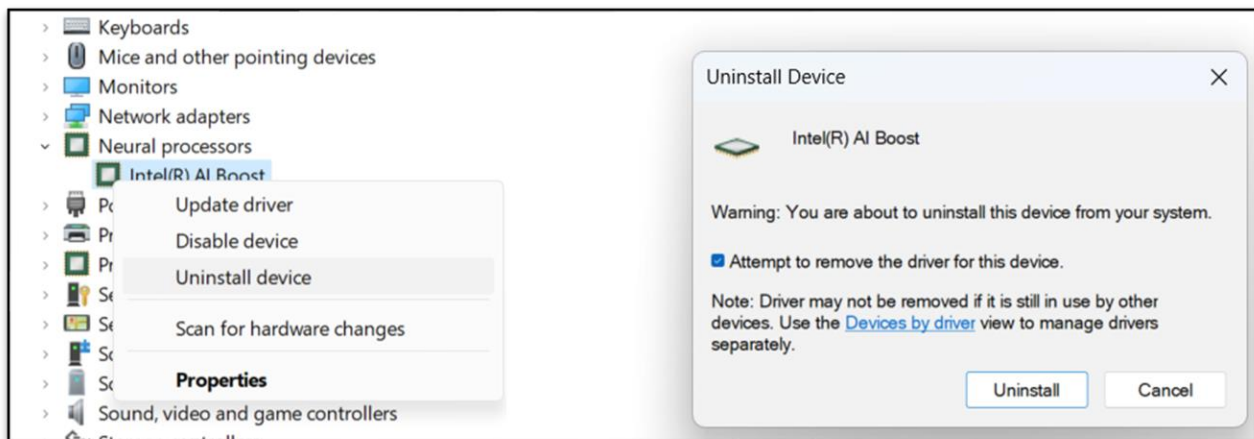 Keyboards
Mice and other pointing devices
Monitors
Network adapters
Neural processors
Intel(R) AI Boost
Update driver
Disable device
Uninstall device
Scan for hardware changes
Properties
Sound, video and game controllers
Uninstall Device
Intel(R) AI Boost
Warning: You are about to uninstall this device from your system.
Attempt to remove the driver for this device.
Note: Driver may not be removed if it is still in use by other
devices. Use the Devices by driver view to manage drivers
separately.
Uninstall
Cancel